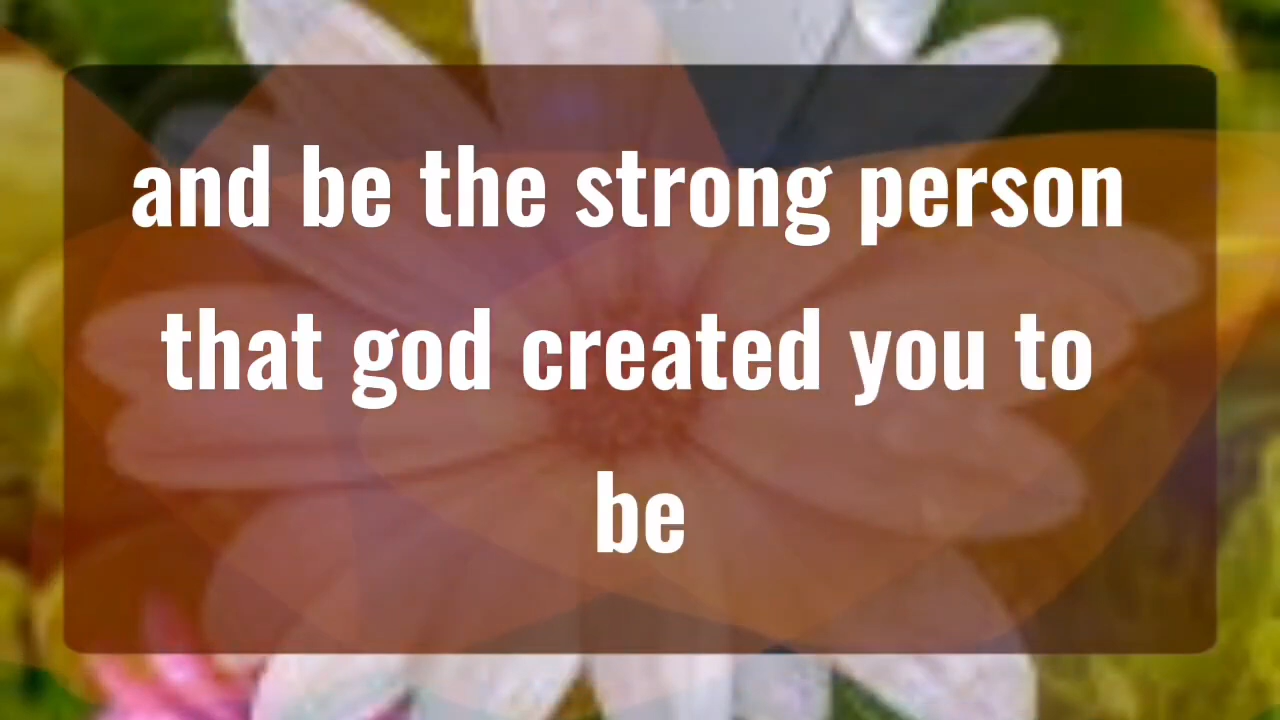 and be the strong person
that god created you to
be